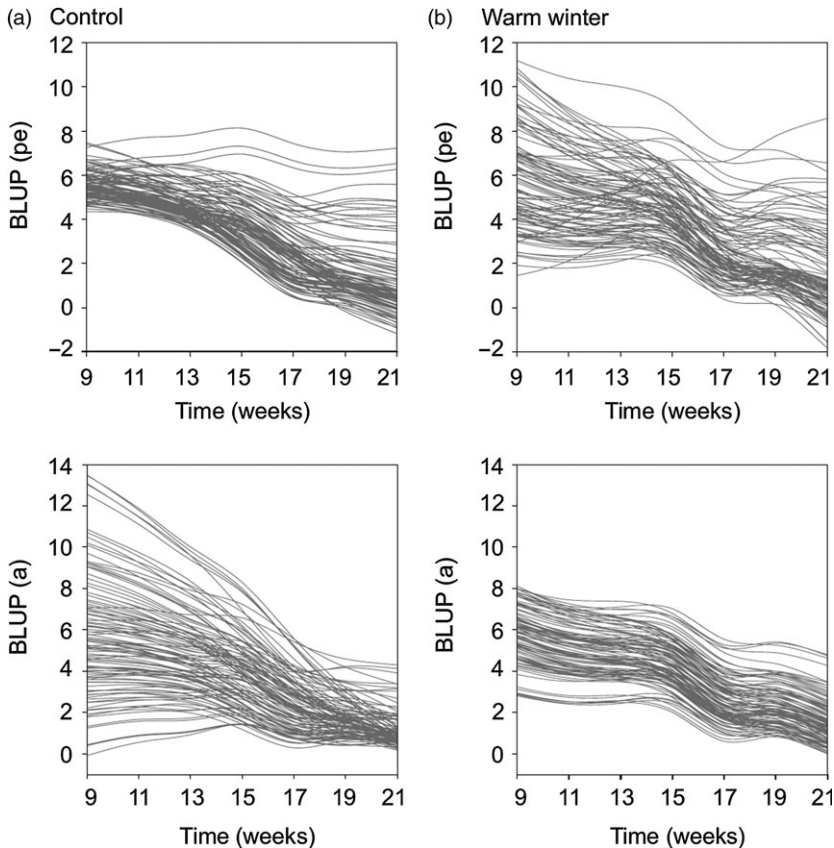 (a) Control
12
10
8
6
4
2
0
–2
BLUP (pe)
9 11 13 15 17 19 21
Time (weeks)
(b) Warm winter
12
10
8
6
4
2
0
–2
BLUP (pe)
9 11 13 15 17 19 21
Time (weeks)
14
12
10
8
6
4
2
0
BLUP (a)
9 11 13 15 17 19 21
Time (weeks)
14
12
10
8
6
4
2
0
BLUP (a)
9 11 13 15 17 19 21
Time (weeks)